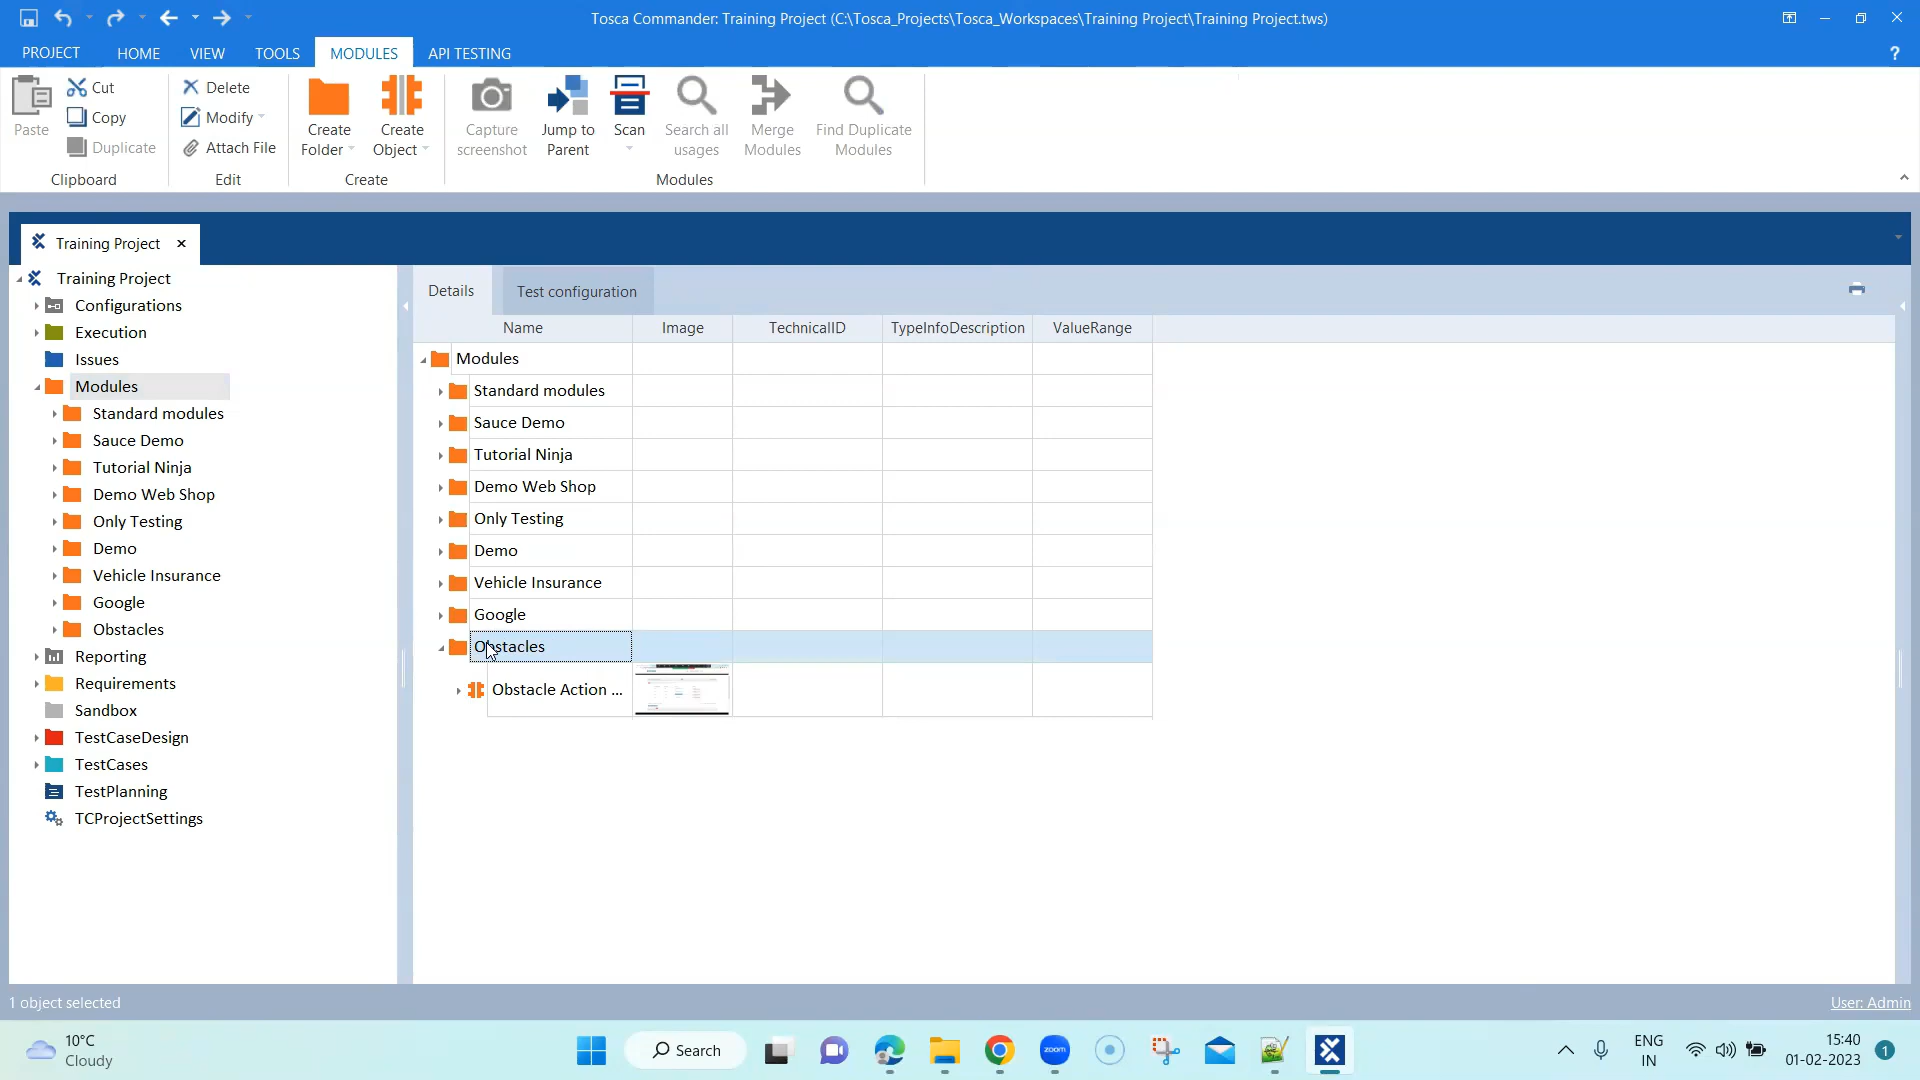 Tosca Commander: Training Project (C:\Tosca_Projects\Tosca_Workspaces\Training Project\Training Project.tws)
PROJECT HOME VIEW TOOLS MODULES API TESTING ?
Paste
Cut
Copy
Duplicate
Clipboard
Delete
Modify
Attach File
Edit
Create
Folder
Create
Object
Create
Capture
screenshot
Jump to
Parent
Scan
Search all
usages
Merge
Modules
Find Duplicate
Modules
Modules
Training Project
Training Project
Configurations
Execution
Issues
Modules
Standard modules
Sauce Demo
Tutorial Ninja
Demo Web Shop
Only Testing
Demo
Vehicle Insurance
Google
Obstacles
Reporting
Requirements
Sandbox
TestCaseDesign
TestCases
TestPlanning
TCProjectSettings
Details Test configuration
Name Image TechnicalID TypeInfoDescription ValueRange
Modules
Standard modules
Sauce Demo
Tutorial Ninja
Demo Web Shop
Only Testing
Demo
Vehicle Insurance
Google
Obstacles
Obstacle Action ...
1 object selected
User: Admin
10°C
Cloudy
Search
zoom
ENG
IN
15:40
01-02-2023
1